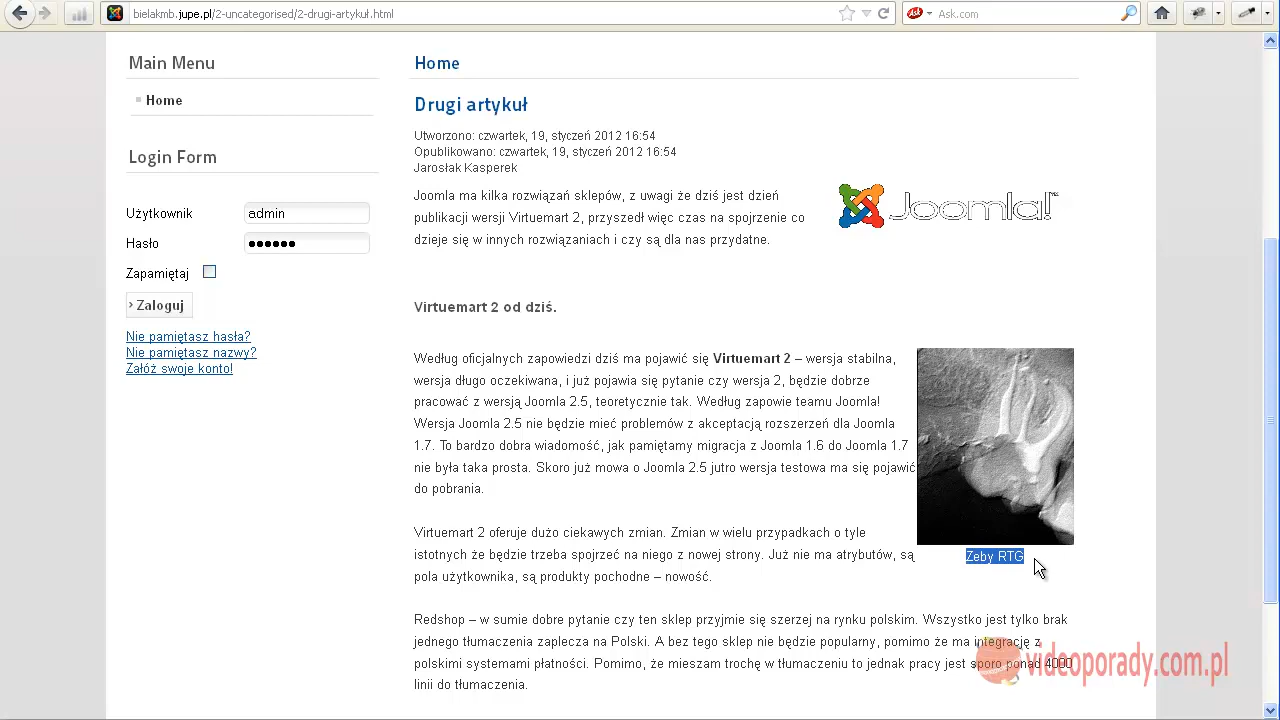 bielakmb.jupe.pl/2-uncategorised/2-drugi-artykuł.html
Ask Ask.com
Main Menu
Home
Login Form
Użytkownik admin
Hasło ●●●●●●
Zapamiętaj
Zaloguj
Nie pamiętasz hasła?
Nie pamiętasz nazwy?
Załóż swoje konto!
Home
Drugi artykuł
Utworzono: czwartek, 19, styczeń 2012 16:54
Opublikowano: czwartek, 19, styczeń 2012 16:54
Jarosłak Kasperek
Joomla ma kilka rozwiązań sklepów, z uwagi że dziś jest dzień
publikacji wersji Virtuemart 2, przyszedł więc czas na spojrzenie co
dzieje się w innych rozwiązaniach i czy są dla nas przydatne.
Joomla!™
Virtuemart 2 od dziś.
Według oficjalnych zapowiedzi dziś ma pojawić się Virtuemart 2 – wersja stabilna,
wersja długo oczekiwana, i już pojawia się pytanie czy wersja 2, będzie dobrze
pracować z wersją Joomla 2.5, teoretycznie tak. Według zapowie teamu Joomla!
Wersja Joomla 2.5 nie będzie mieć problemów z akceptacją rozszerzeń dla Joomla
1.7. To bardzo dobra wiadomość, jak pamiętamy migracja z Joomla 1.6 do Joomla 1.7
nie była taka prosta. Skoro już mowa o Joomla 2.5 jutro wersja testowa ma się pojawić
do pobrania.
Zeby RTG
Virtuemart 2 oferuje dużo ciekawych zmian. Zmian w wielu przypadkach o tyle
istotnych że będzie trzeba spojrzeć na niego z nowej strony. Już nie ma atrybutów, są
pola użytkownika, są produkty pochodne – nowość.
Redshop – w sumie dobre pytanie czy ten sklep przyjmie się szerzej na rynku polskim. Wszystko jest tylko brak
jednego tłumaczenia zaplecza na Polski. A bez tego sklep nie będzie popularny, pomimo że ma integrację z
polskimi systemami płatności. Pomimo, że mieszam trochę w tłumaczeniu to jednak pracy jest sporo ponad 4000
linii do tłumaczenia.
videoporady.com.pl